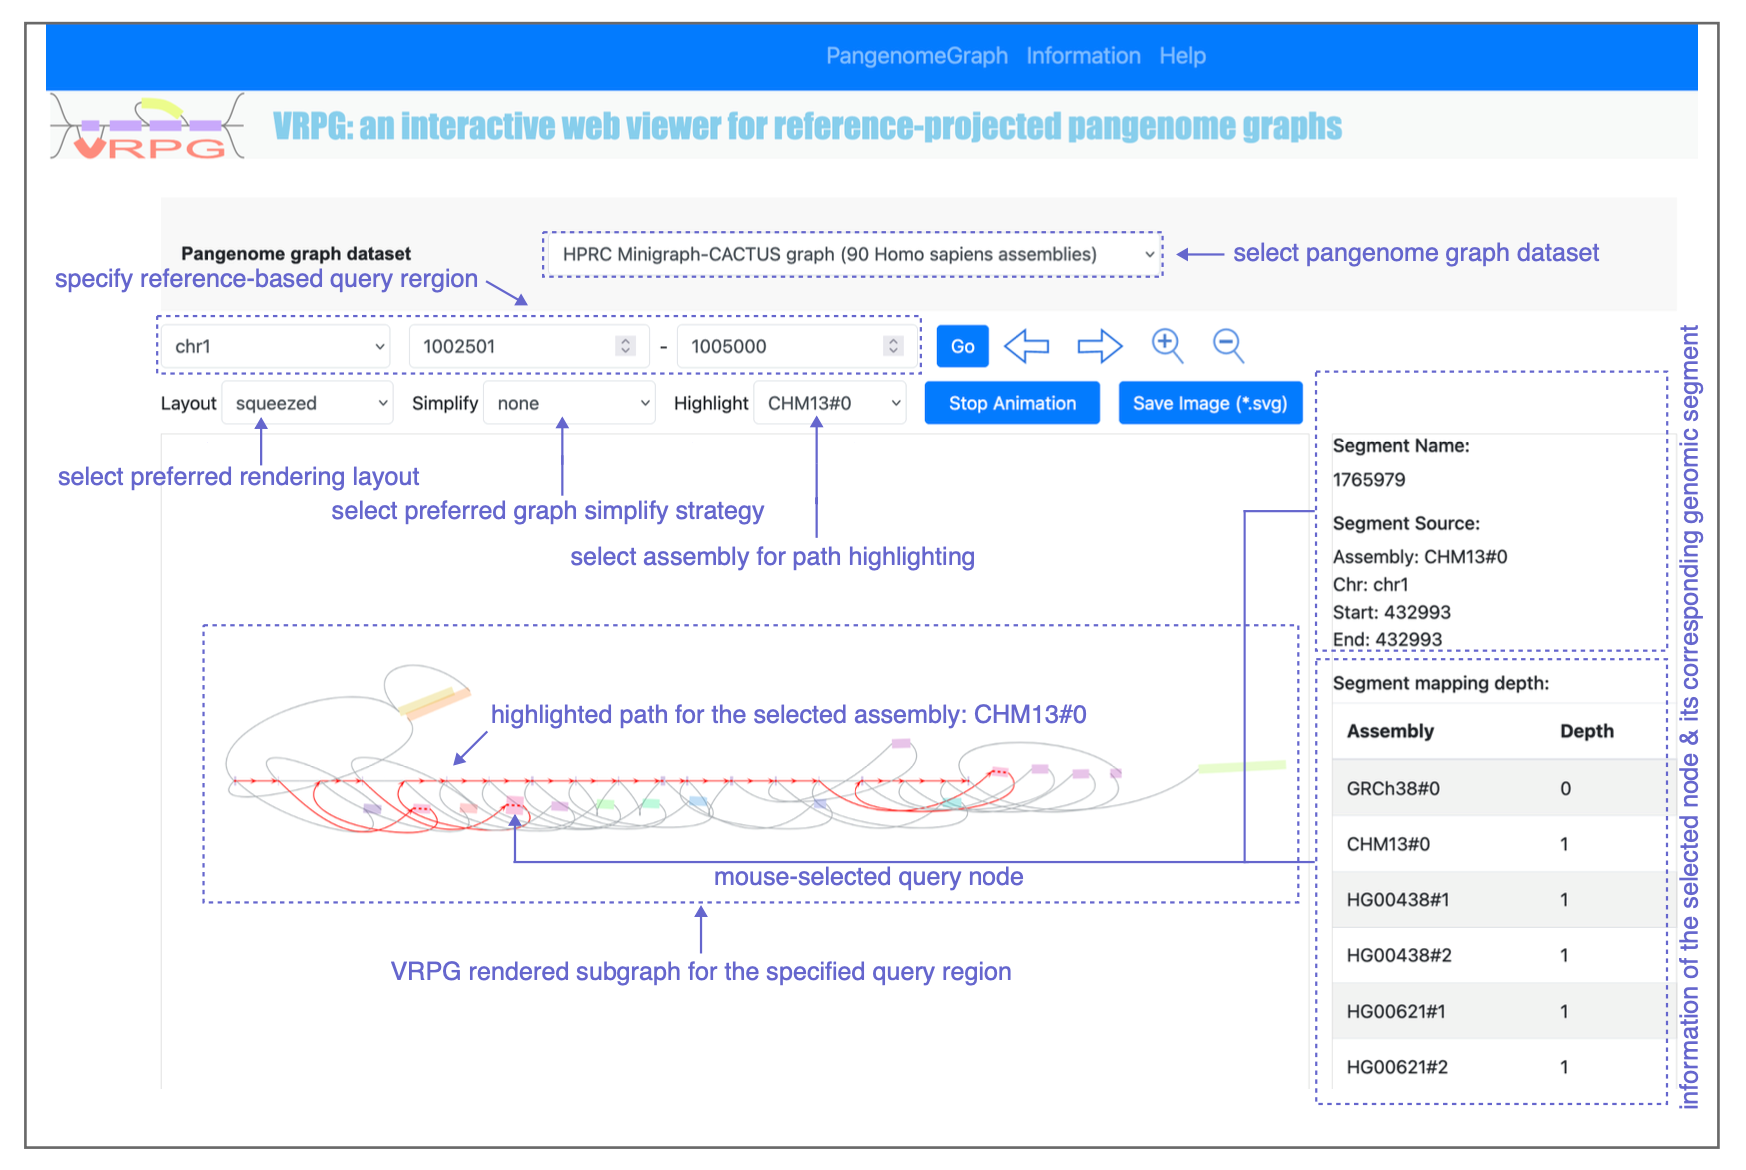 PangenomeGraph Information Help
VRPG
VRPG: an interactive web viewer for reference-projected pangenome graphs
Pangenome graph dataset
HPRC Minigraph-CACTUS graph (90 Homo sapiens assemblies)
select pangenome graph dataset
specify reference-based query rergion
chr1 1002501 - 1005000 Go
Layout squeezed Simplify none Highlight CHM13#0 Stop Animation Save Image (*.svg)
select preferred rendering layout
select preferred graph simplify strategy
select assembly for path highlighting
highlighted path for the selected assembly: CHM13#0
mouse-selected query node
VRPG rendered subgraph for the specified query region
Segment Name:
1765979
Segment Source:
Assembly: CHM13#0
Chr: chr1
Start: 432993
End: 432993
Segment mapping depth:
Assembly Depth
GRCh38#0 0
CHM13#0 1
HG00438#1 1
HG00438#2 1
HG00621#1 1
HG00621#2 1
information of the selected node & its corresponding genomic segment